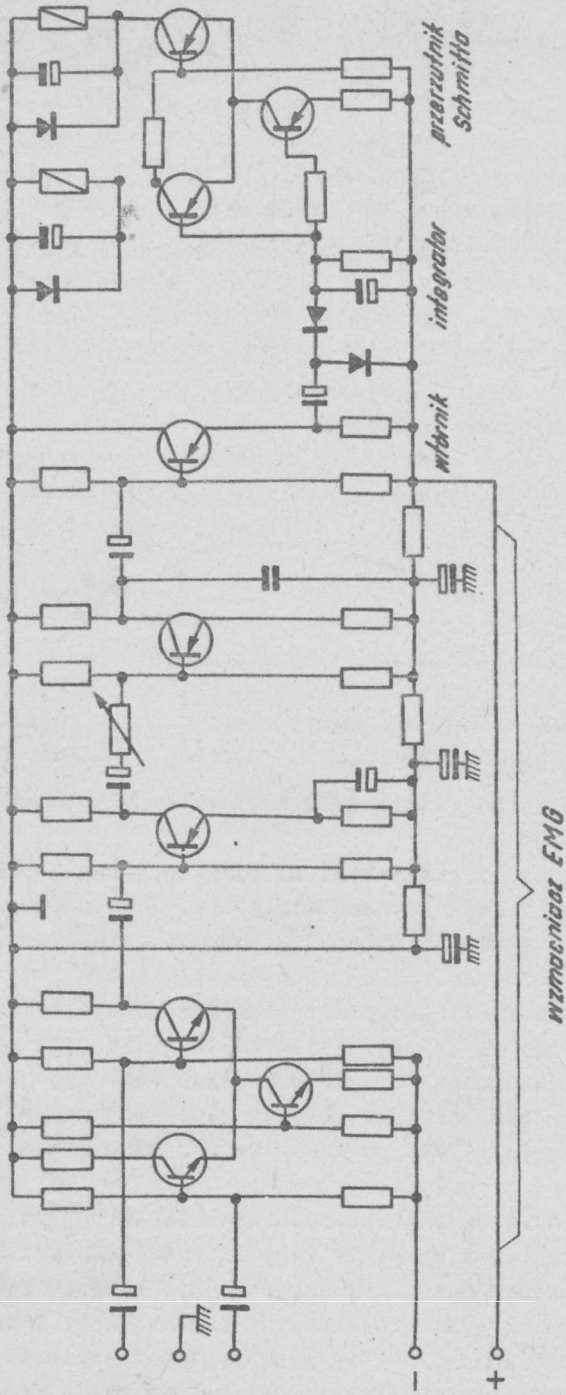 −
+
wzmacniacz EMG
wtórnik
integrator
przerzutnik
Schmitta